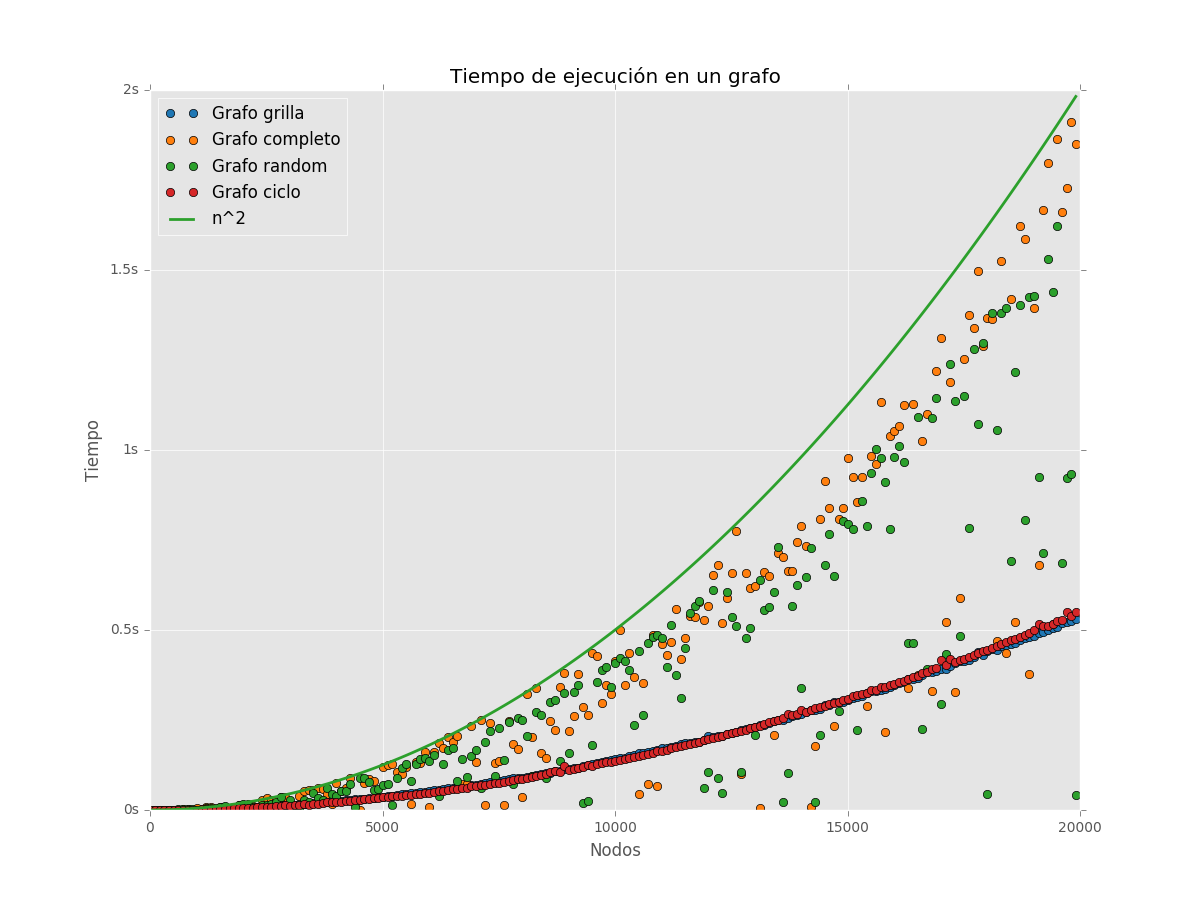 Tiempo de ejecución en un grafo
2s
1.5s
1s
0.5s
0s
Tiempo
Grafo grilla
Grafo completo
Grafo random
Grafo ciclo
n^2
0 5000 10000 15000 20000
Nodos